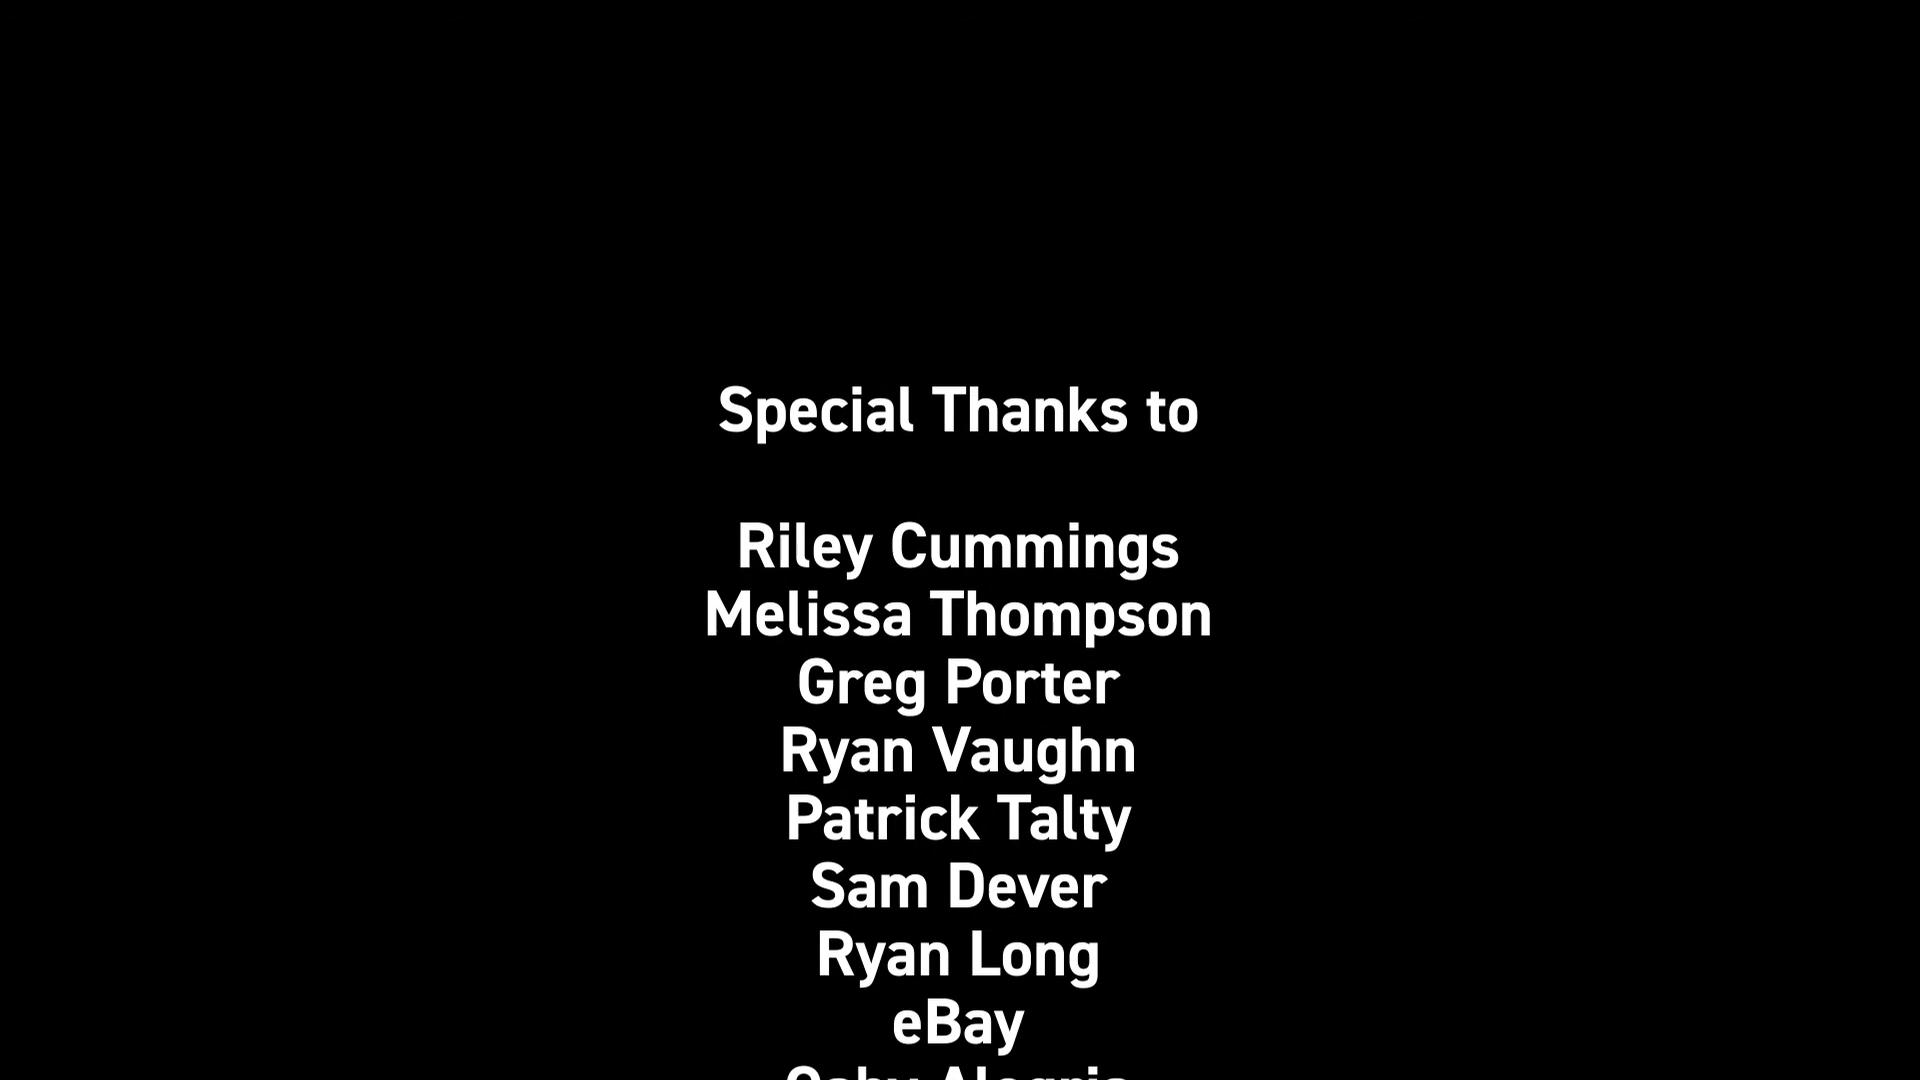 Special Thanks to
Riley Cummings
Melissa Thompson
Greg Porter
Ryan Vaughn
Patrick Talty
Sam Dever
Ryan Long
eBay